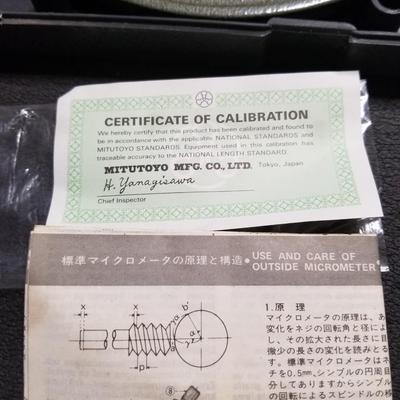 CERTIFICATE OF CALIBRATION
We hereby certify that this product has been calibrated and found to
be in accordance with the applicable NATIONAL STANDARDS and
MITUTOYO STANDARDS. Equipment used in this calibration has
traceable accuracy to the NATIONAL LENGTH STANDARD.
MITUTOYO MFG. CO., LTD. Tokyo, Japan
H. Yanagisawa
Chief Inspector
標準マイクロメータの原理と構造•USE AND CARE OF
OUTSIDE MICROMETER
x
x
b'
a
a'
p
⑧
1. 原 理
マイクロメータの原理は、あ
変化をネジの回転角と径によ
し、その拡大された長さに目
微少の長さの変化を読みとる
す。標準マイクロメータはネ
チを0.5mm、シンブルの円周目
分してありますからシンブル
の回転によるスピンドルの移